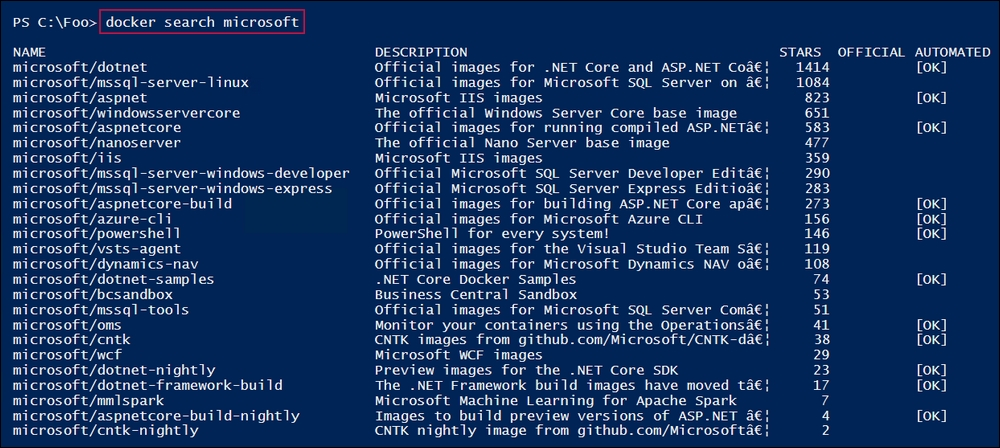 PS C:\Foo> docker search microsoft
NAME DESCRIPTION STARS OFFICIAL AUTOMATED
microsoft/dotnet Official images for .NET Core and ASP.NET Coâ€¦ 1414 [OK]
microsoft/mssql-server-linux Official images for Microsoft SQL Server on â€¦ 1084
microsoft/aspnet Microsoft IIS images 823 [OK]
microsoft/windowsservercore The official Windows Server Core base image 651
microsoft/aspnetcore Official images for running compiled ASP.NETâ€¦ 583 [OK]
microsoft/nanoserver The official Nano Server base image 477
microsoft/iis Microsoft IIS images 359
microsoft/mssql-server-windows-developer Official Microsoft SQL Server Developer Editâ€¦ 290
microsoft/mssql-server-windows-express Official Microsoft SQL Server Express Editioâ€¦ 283
microsoft/aspnetcore-build Official images for building ASP.NET Core apâ€¦ 273 [OK]
microsoft/azure-cli Official images for Microsoft Azure CLI 156 [OK]
microsoft/powershell PowerShell for every system! 146 [OK]
microsoft/vsts-agent Official images for the Visual Studio Team Sâ€¦ 119
microsoft/dynamics-nav Official images for Microsoft Dynamics NAV oâ€¦ 108
microsoft/dotnet-samples .NET Core Docker Samples 74 [OK]
microsoft/bcsandbox Business Central Sandbox 53
microsoft/mssql-tools Official images for Microsoft SQL Server Comâ€¦ 51
microsoft/oms Monitor your containers using the Operationsâ€¦ 41 [OK]
microsoft/cntk CNTK images from github.com/Microsoft/CNTK-dâ€¦ 38 [OK]
microsoft/wcf Microsoft WCF images 29
microsoft/dotnet-nightly Preview images for the .NET Core SDK 23 [OK]
microsoft/dotnet-framework-build The .NET Framework build images have moved tâ€¦ 17 [OK]
microsoft/mmlspark Microsoft Machine Learning for Apache Spark 7
microsoft/aspnetcore-build-nightly Images to build preview versions of ASP.NET â€¦ 4 [OK]
microsoft/cntk-nightly CNTK nightly image from github.com/Microsoftâ€¦ 2